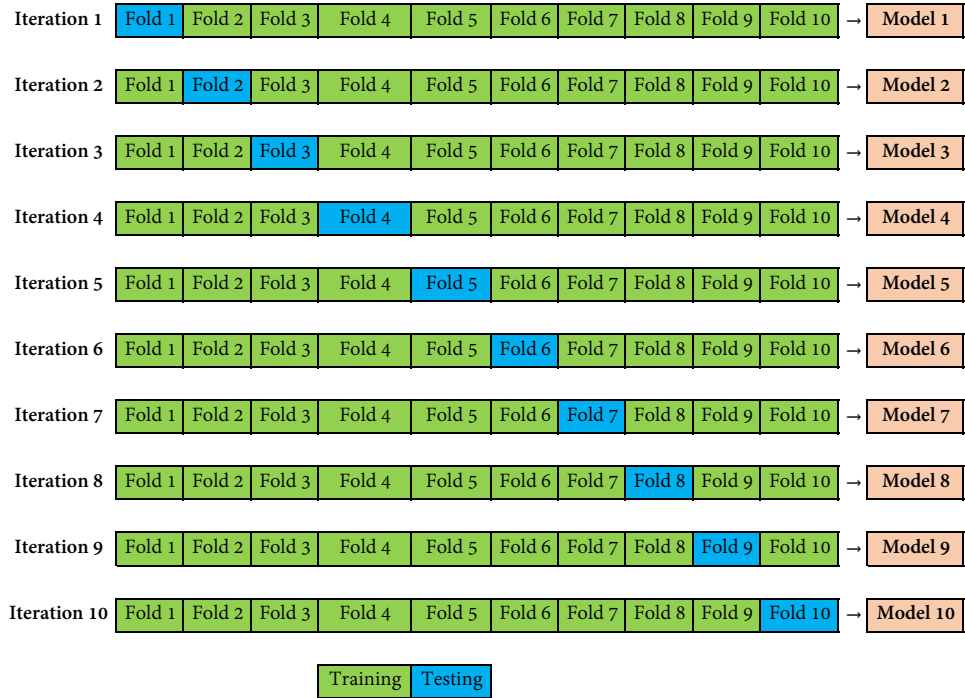 Iteration 1 Fold 1 Fold 2 Fold 3 Fold 4 Fold 5 Fold 6 Fold 7 Fold 8 Fold 9 Fold 10 → Model 1
Iteration 2 Fold 1 Fold 2 Fold 3 Fold 4 Fold 5 Fold 6 Fold 7 Fold 8 Fold 9 Fold 10 → Model 2
Iteration 3 Fold 1 Fold 2 Fold 3 Fold 4 Fold 5 Fold 6 Fold 7 Fold 8 Fold 9 Fold 10 → Model 3
Iteration 4 Fold 1 Fold 2 Fold 3 Fold 4 Fold 5 Fold 6 Fold 7 Fold 8 Fold 9 Fold 10 → Model 4
Iteration 5 Fold 1 Fold 2 Fold 3 Fold 4 Fold 5 Fold 6 Fold 7 Fold 8 Fold 9 Fold 10 → Model 5
Iteration 6 Fold 1 Fold 2 Fold 3 Fold 4 Fold 5 Fold 6 Fold 7 Fold 8 Fold 9 Fold 10 → Model 6
Iteration 7 Fold 1 Fold 2 Fold 3 Fold 4 Fold 5 Fold 6 Fold 7 Fold 8 Fold 9 Fold 10 → Model 7
Iteration 8 Fold 1 Fold 2 Fold 3 Fold 4 Fold 5 Fold 6 Fold 7 Fold 8 Fold 9 Fold 10 → Model 8
Iteration 9 Fold 1 Fold 2 Fold 3 Fold 4 Fold 5 Fold 6 Fold 7 Fold 8 Fold 9 Fold 10 → Model 9
Iteration 10 Fold 1 Fold 2 Fold 3 Fold 4 Fold 5 Fold 6 Fold 7 Fold 8 Fold 9 Fold 10 → Model 10
Training Testing